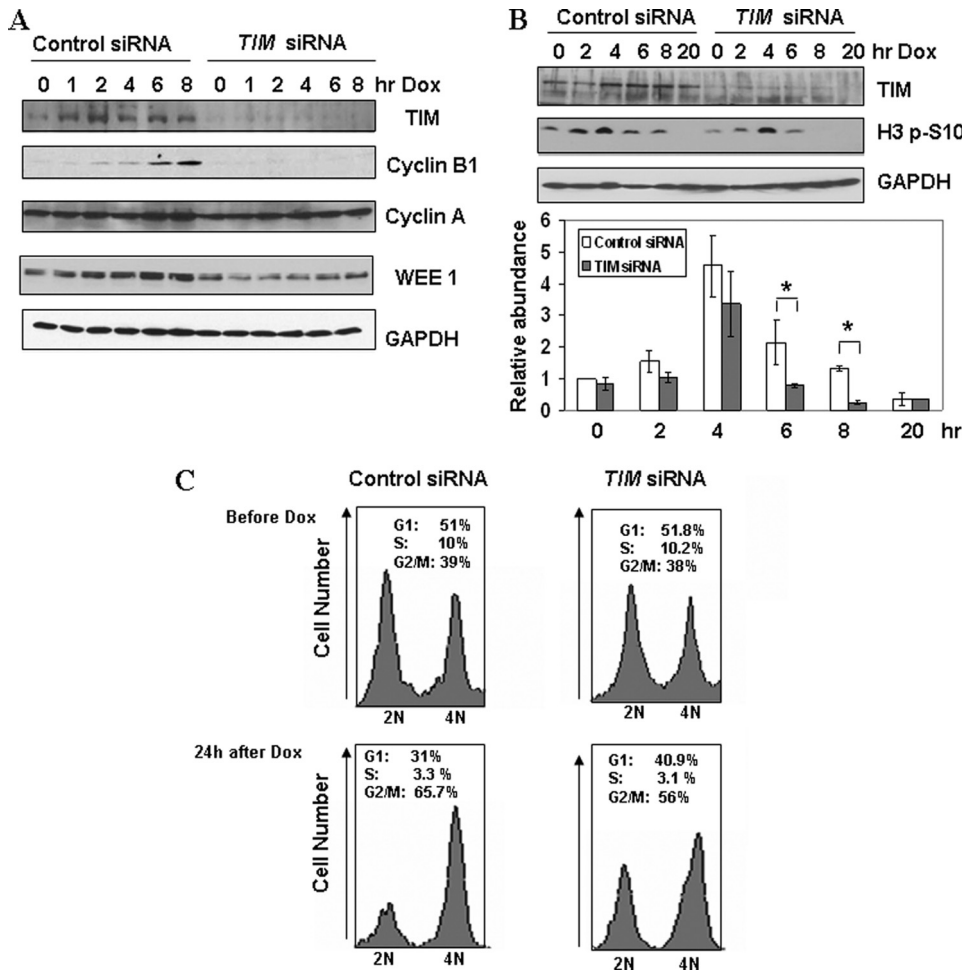 A
Control siRNA TIM siRNA
0 1 2 4 6 8 hr Dox 0 1 2 4 6 8 hr Dox
TIM
Cyclin B1
Cyclin A
WEE 1
GAPDH
B
Control siRNA TIM siRNA
0 2 4 6 8 20 0 2 4 6 8 20 hr Dox
TIM
H3 p-S10
GAPDH
Relative abundance
6
5
4
3
2
1
0
Control siRNA
TIM siRNA
* *
0 2 4 6 8 20 hr
C
Control siRNA TIM siRNA
Before Dox
Cell Number
G1: 51%
S: 10%
G2/M: 39%
2N 4N
G1: 51.8%
S: 10.2%
G2/M: 38%
2N 4N
24h after Dox
Cell Number
G1: 31%
S: 3.3 %
G2/M: 65.7%
2N 4N
G1: 40.9%
S: 3.1 %
G2/M: 56%
2N 4N